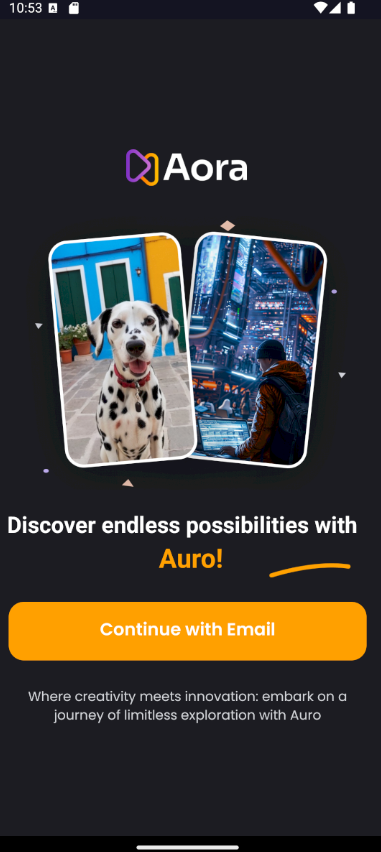 10:53
A
Aora
Discover endless possibilities with
Auro!
Continue with Email
Where creativity meets innovation: embark on a
journey of limitless exploration with Auro